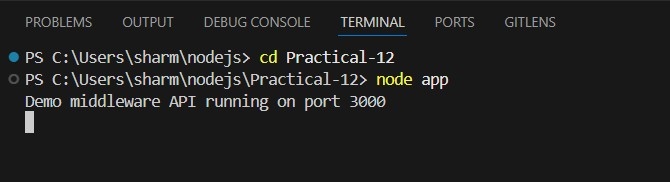 PROBLEMS OUTPUT DEBUG CONSOLE TERMINAL PORTS GITLENS
PS C:\Users\sharm\nodejs> cd Practical-12
PS C:\Users\sharm\nodejs\Practical-12> node app
Demo middleware API running on port 3000